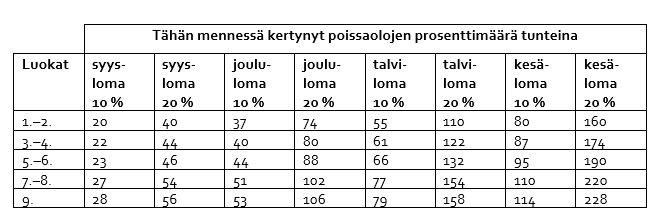 Tähän mennessä kertynyt poissaolojen prosenttimäärä tunteina
Luokat syys- syys- joulu- joulu- talvi- talvi- kesä- kesä-
loma loma loma loma loma loma loma loma
10 % 20 % 10 % 20 % 10 % 20 % 10 % 20 %
1.–2. 20 40 37 74 55 110 80 160
3.–4. 22 44 40 80 61 122 87 174
5.–6. 23 46 44 88 66 132 95 190
7.–8. 27 54 51 102 77 154 110 220
9. 28 56 53 106 79 158 114 228